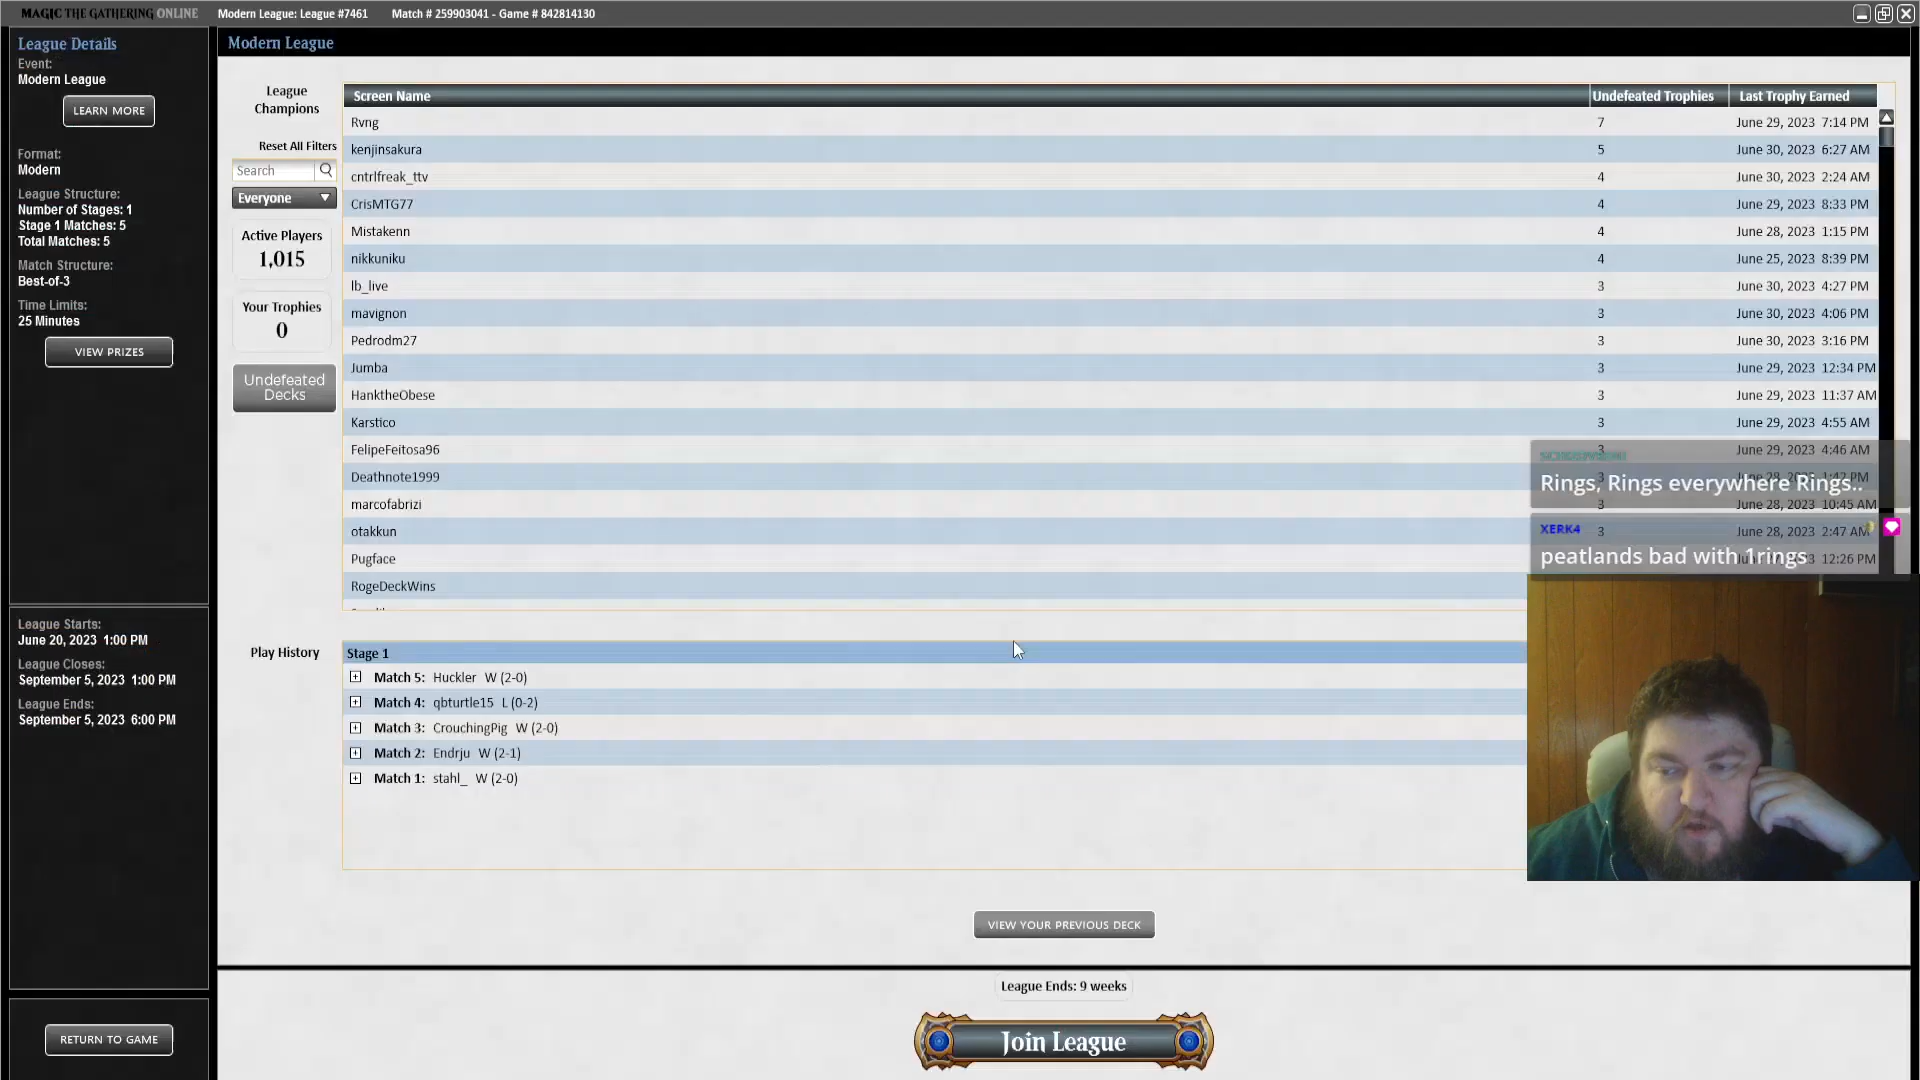 MAGIC THE GATHERING ONLINE
Modern League: League #7461
Match # 259903041 - Game # 842814130
League Details
Event:
Modern League
LEARN MORE
Format:
Modern
League Structure:
Number of Stages: 1
Stage 1 Matches: 5
Total Matches: 5
Match Structure:
Best-of-3
Time Limits:
25 Minutes
VIEW PRIZES
League Starts:
June 20, 2023 1:00 PM
League Closes:
September 5, 2023 1:00 PM
League Ends:
September 5, 2023 6:00 PM
RETURN TO GAME
Modern League
League
Champions
Reset All Filters
Search
Everyone
Active Players
1,015
Your Trophies
0
Undefeated
Decks
Screen Name Undefeated Trophies Last Trophy Earned
Rvng 7 June 29, 2023 7:14 PM
kenjinsakura 5 June 30, 2023 6:27 AM
cntrlfreak_ttv 4 June 30, 2023 2:24 AM
CrisMTG77 4 June 29, 2023 8:33 PM
Mistakenn 4 June 28, 2023 1:15 PM
nikkuniku 4 June 25, 2023 8:39 PM
lb_live 3 June 30, 2023 4:27 PM
mavignon 3 June 30, 2023 4:06 PM
Pedrodm27 3 June 30, 2023 3:16 PM
Jumba 3 June 29, 2023 12:34 PM
HanktheObese 3 June 29, 2023 11:37 AM
Karstico 3 June 29, 2023 4:55 AM
FelipeFeitosa96 3 June 29, 2023 4:46 AM
Deathnote1999
marcofabrizi 3 June 28, 2023 10:45 AM
otakkun 3 June 28, 2023 2:47 AM
Pugface 12:26 PM
RogeDeckWins
Rings, Rings everywhere Rings..
XERK4
peatlands bad with 1rings
Play History
Stage 1
Match 5: Huckler W (2-0)
Match 4: qbturtle15 L (0-2)
Match 3: CrouchingPig W (2-0)
Match 2: Endrju W (2-1)
Match 1: stahl_ W (2-0)
VIEW YOUR PREVIOUS DECK
League Ends: 9 weeks
Join League